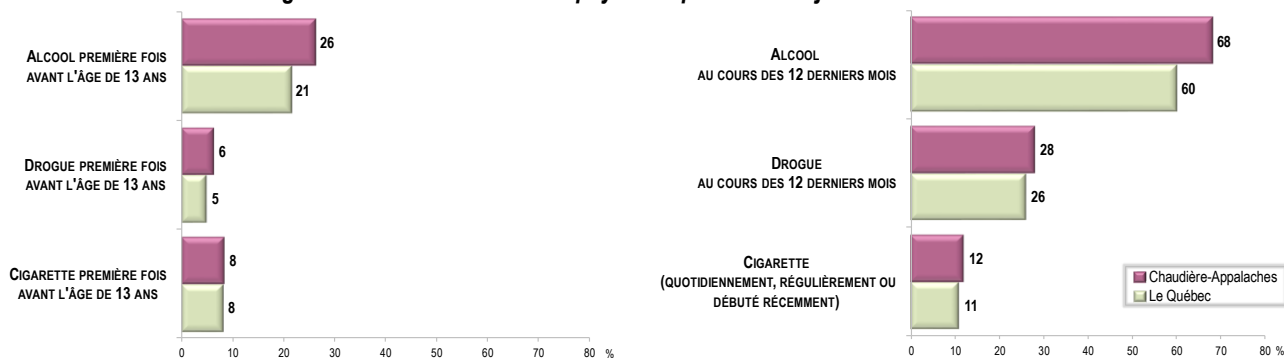 ALCOOL PREMIÈRE FOIS
AVANT L'ÂGE DE 13 ANS
26
21
DROGUE PREMIÈRE FOIS
AVANT L'ÂGE DE 13 ANS
6
5
CIGARETTE PREMIÈRE FOIS
AVANT L'ÂGE DE 13 ANS
8
8
0 10 20 30 40 50 60 70 80 %
ALCOOL
AU COURS DES 12 DERNIERS MOIS
68
60
DROGUE
AU COURS DES 12 DERNIERS MOIS
28
26
CIGARETTE
(QUOTIDIENNEMENT, RÉGULIÈREMENT OU
DÉBUTÉ RÉCEMMENT)
12
11
Chaudière-Appalaches
Le Québec
0 10 20 30 40 50 60 70 80 %